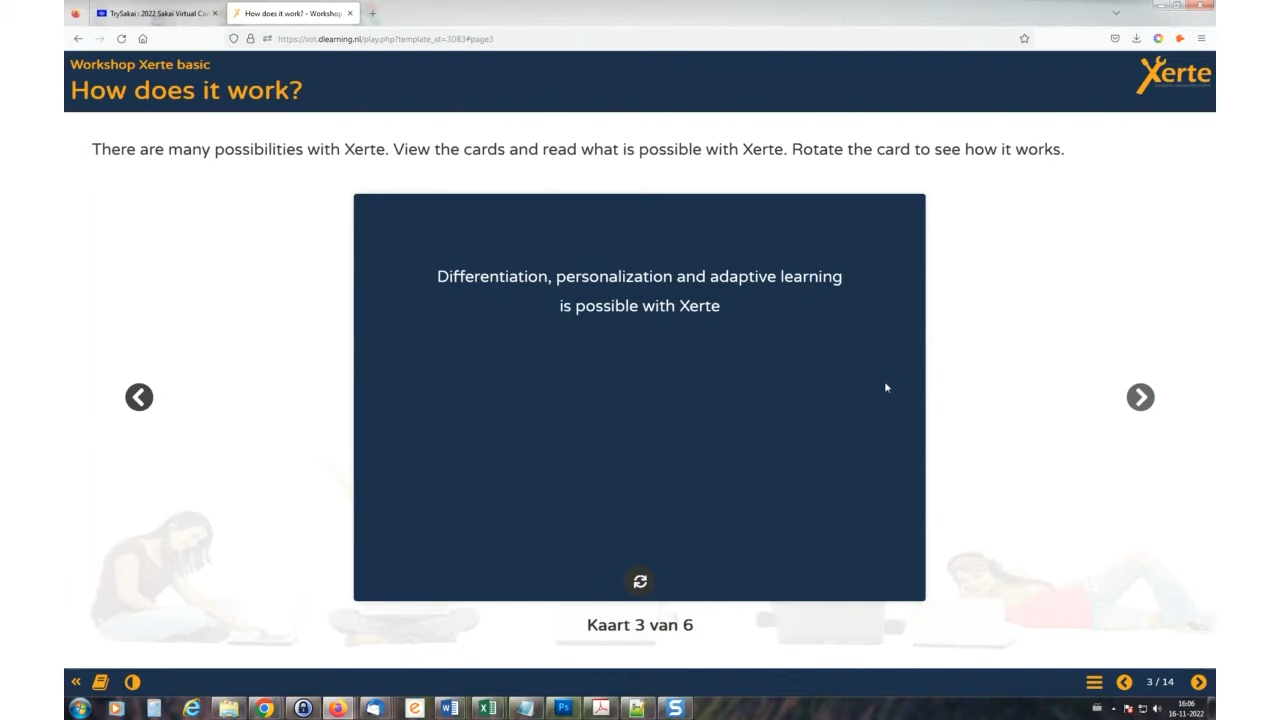 TrySakai : 2022 Sakai Virtual Co
How does it work? - Workshop
https://xot.dlearning.nl/play.php?template_id=3083#page3
Workshop Xerte basic
How does it work?
Xerte
There are many possibilities with Xerte. View the cards and read what is possible with Xerte. Rotate the card to see how it works.
Differentiation, personalization and adaptive learning
is possible with Xerte
Kaart 3 van 6
3 / 14
16:06
16-11-2022